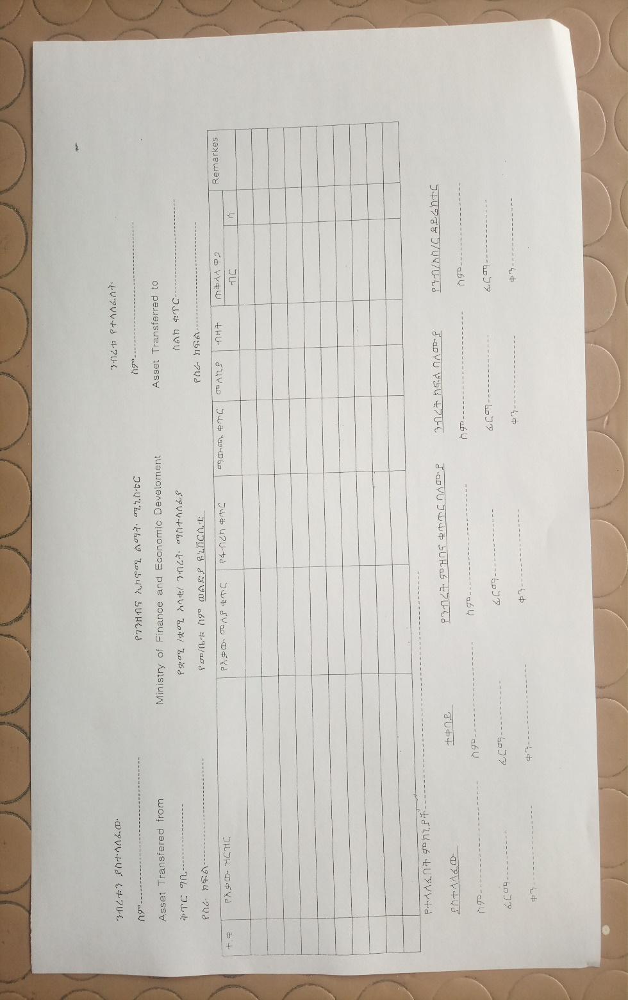 ንብረቱን ያስተላለፈው
ስም
Asset Transfered from
ቅጥር ግቢ
የስራ ክፍል
የገንዘብና ኢኮኖሚ ልማት ሚኒስቴር
Ministry of Finance and Economic Develoment
የቋሚ /ቋሚ አላቂ/ ንብረት ማስተላለፊያ
የመ/ቤቱ ስም ወልድያ ዩኒቨርሲቲ
ንብረቱ የተላለፈለት
ስም
Asset Transferred to
ስልክ ቁጥር
የስራ ክፍል
ተ.ቁ የእቃው ዝርዝር የእቃው መለያ ቁጥር የፋብሪካ ቁጥር ማውጫ ቁጥር መለኪያ ብዛት ጠቅላላ ዋጋ Remarkes
ብር ሳ
የተላለፈበት ምክኒያት
ያስተላለፈው ተቀባይ የንብረት ምዝገባና ቁጥጥር ባለሙያ ንብረት ክፍል ባለሙያ የንብ/አስ/ር ዳይሬክተር
ስም ስም ስም ስም ስም
ፊርማ ፊርማ ፊርማ ፊርማ ፊርማ
ቀን ቀን ቀን ቀን ቀን